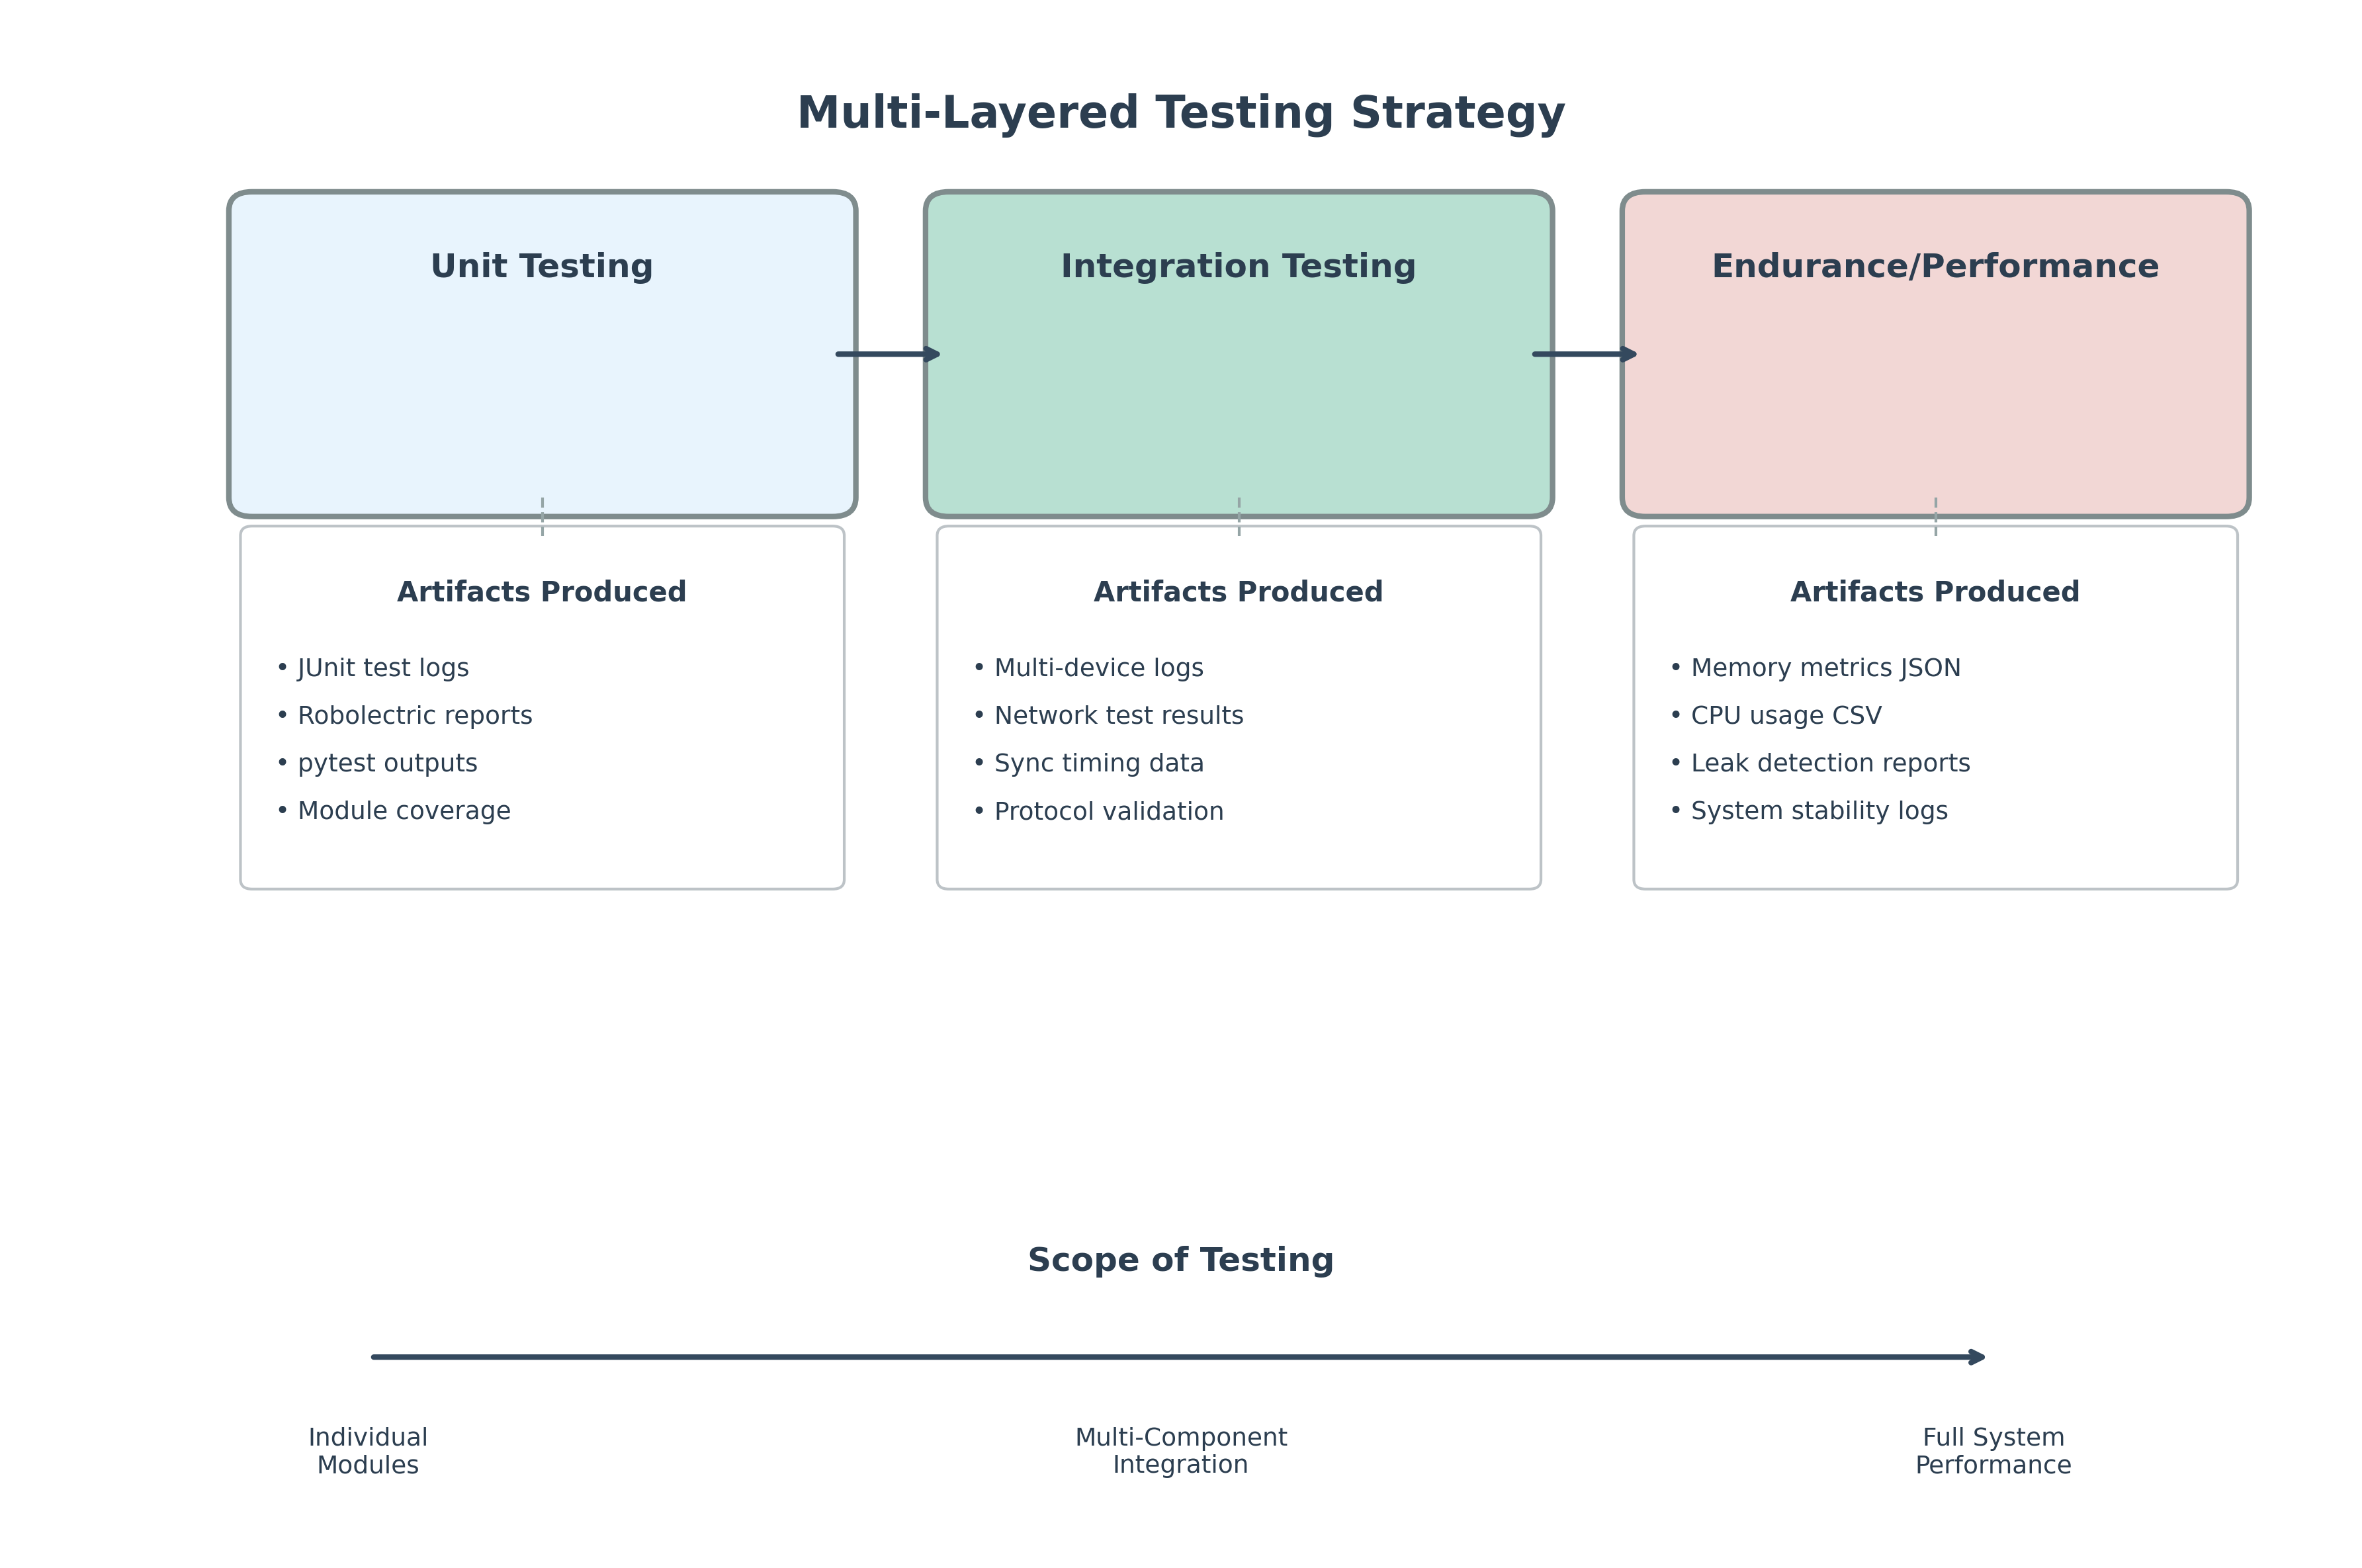 Multi-Layered Testing Strategy
Unit Testing
Integration Testing
Endurance/Performance
Artifacts Produced
• JUnit test logs
• Robolectric reports
• pytest outputs
• Module coverage
Artifacts Produced
• Multi-device logs
• Network test results
• Sync timing data
• Protocol validation
Artifacts Produced
• Memory metrics JSON
• CPU usage CSV
• Leak detection reports
• System stability logs
Scope of Testing
Individual
Modules
Multi-Component
Integration
Full System
Performance